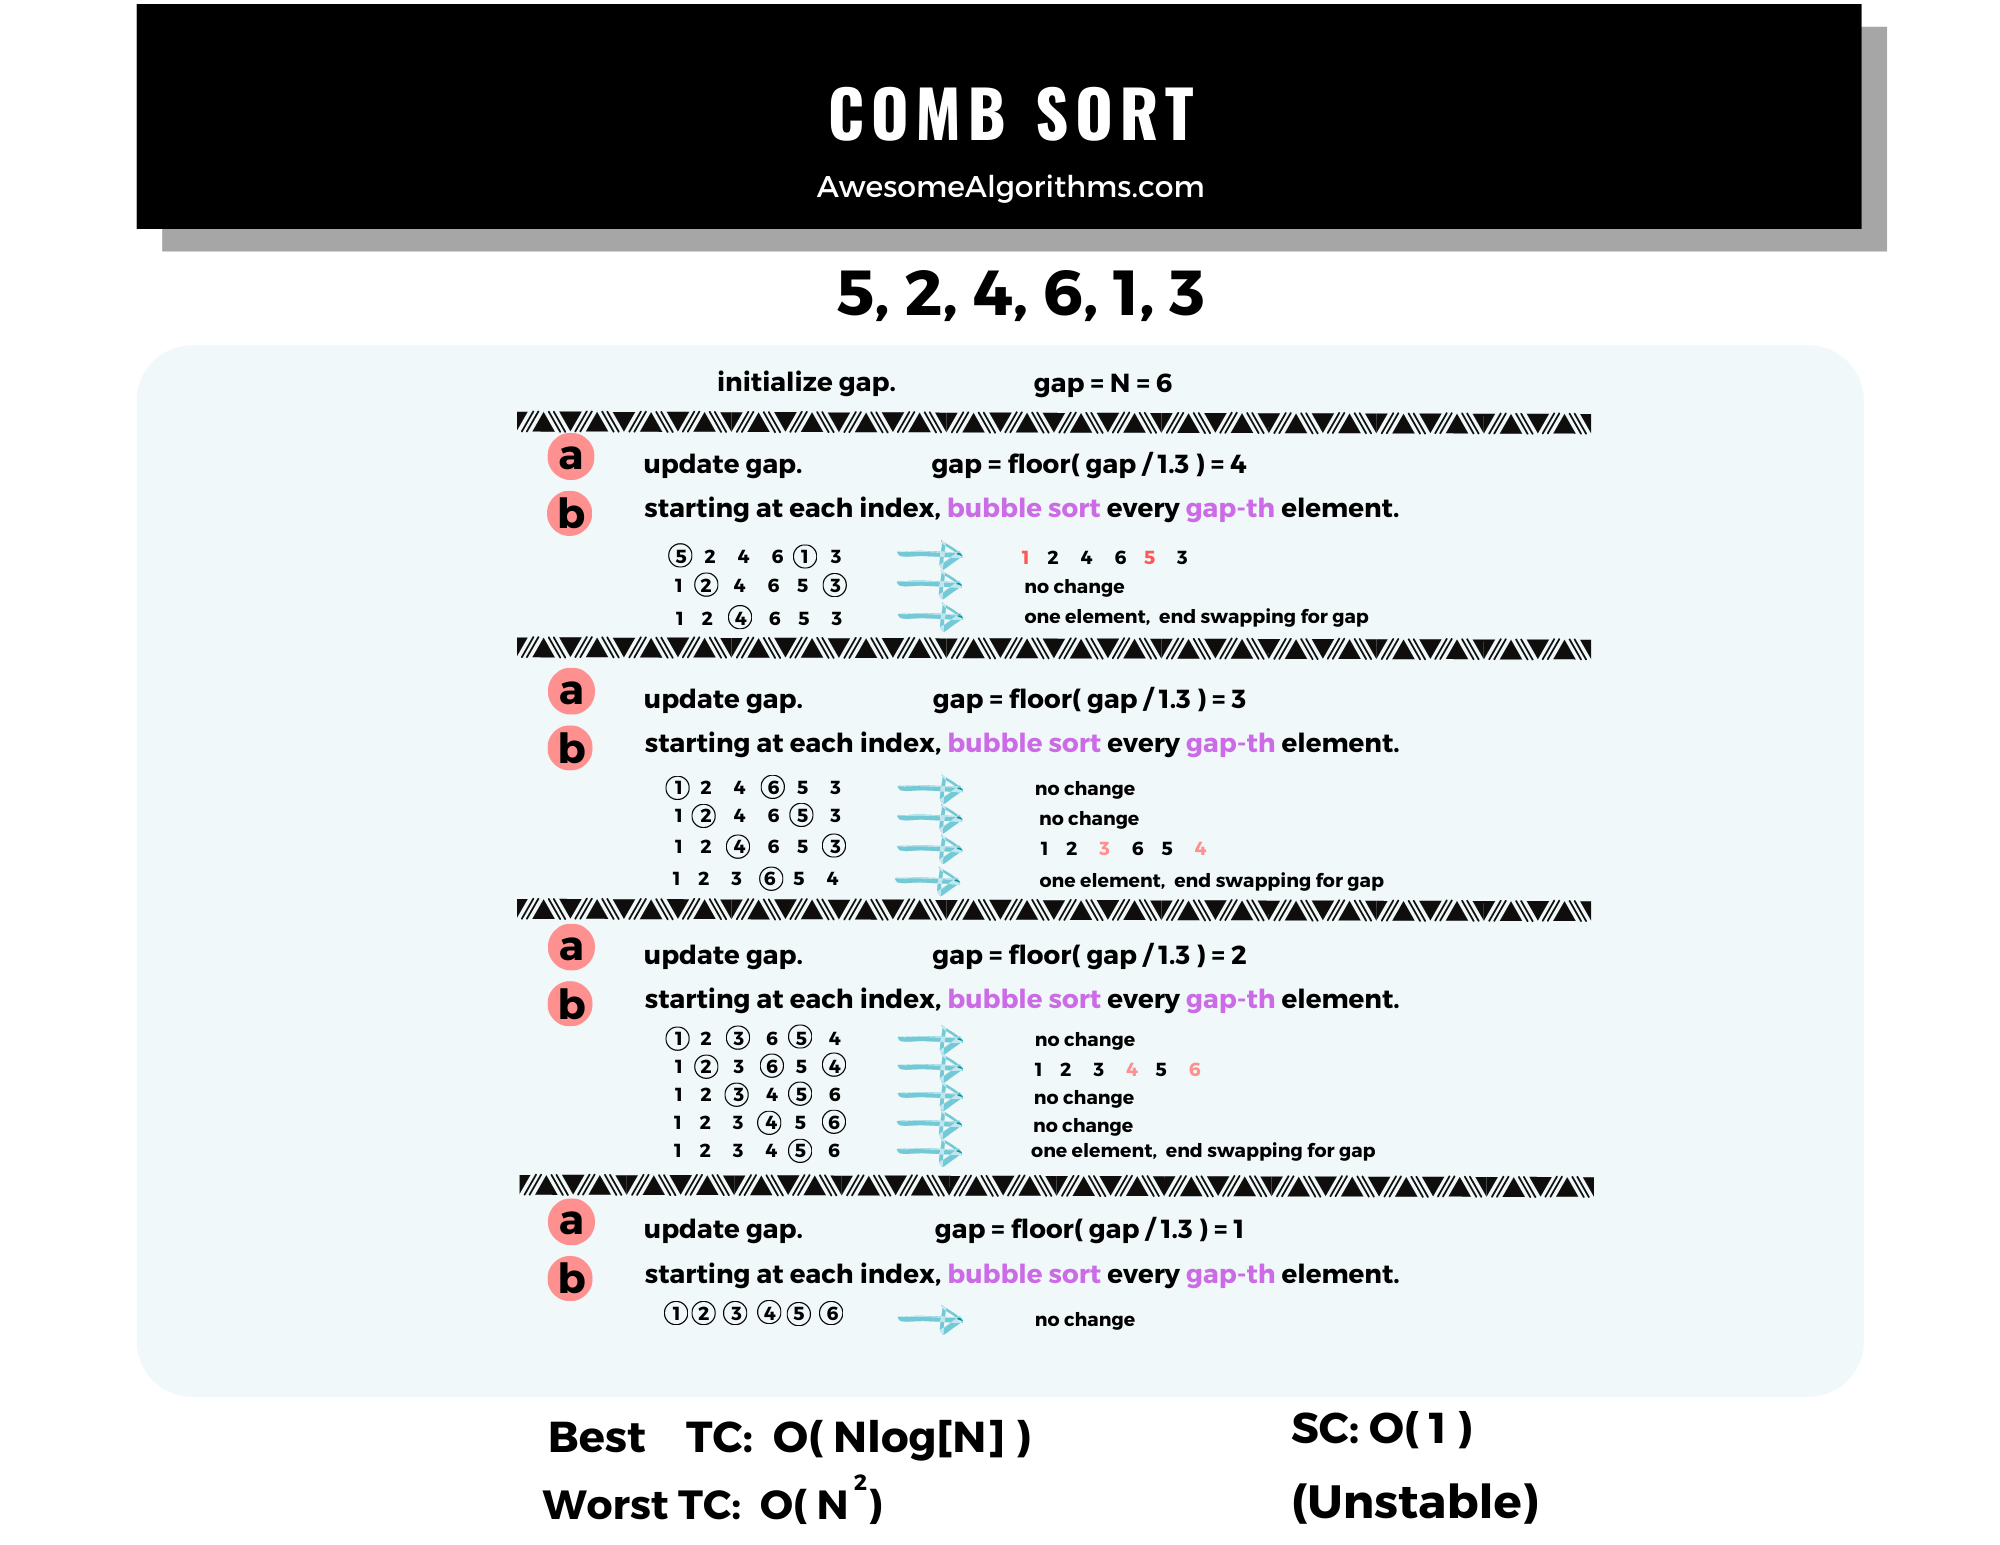 COMB SORT
AwesomeAlgorithms.com
5, 2, 4, 6, 1, 3
initialize gap. gap = N = 6
a update gap. gap = floor( gap / 1.3 ) = 4
b starting at each index, bubble sort every gap-th element.
5 2 4 6 1 3 1 2 4 6 5 3
1 2 4 6 5 3 no change
1 2 4 6 5 3 one element, end swapping for gap
a update gap. gap = floor( gap / 1.3 ) = 3
b starting at each index, bubble sort every gap-th element.
1 2 4 6 5 3 no change
1 2 4 6 5 3 no change
1 2 4 6 5 3 1 2 3 6 5 4
1 2 3 6 5 4 one element, end swapping for gap
a update gap. gap = floor( gap / 1.3 ) = 2
b starting at each index, bubble sort every gap-th element.
1 2 3 6 5 4 no change
1 2 3 6 5 4 1 2 3 4 5 6
1 2 3 4 5 6 no change
1 2 3 4 5 6 no change
1 2 3 4 5 6 one element, end swapping for gap
a update gap. gap = floor( gap / 1.3 ) = 1
b starting at each index, bubble sort every gap-th element.
1 2 3 4 5 6 no change
Best TC: O( Nlog[N] ) SC: O( 1 )
Worst TC: O( N² ) (Unstable)